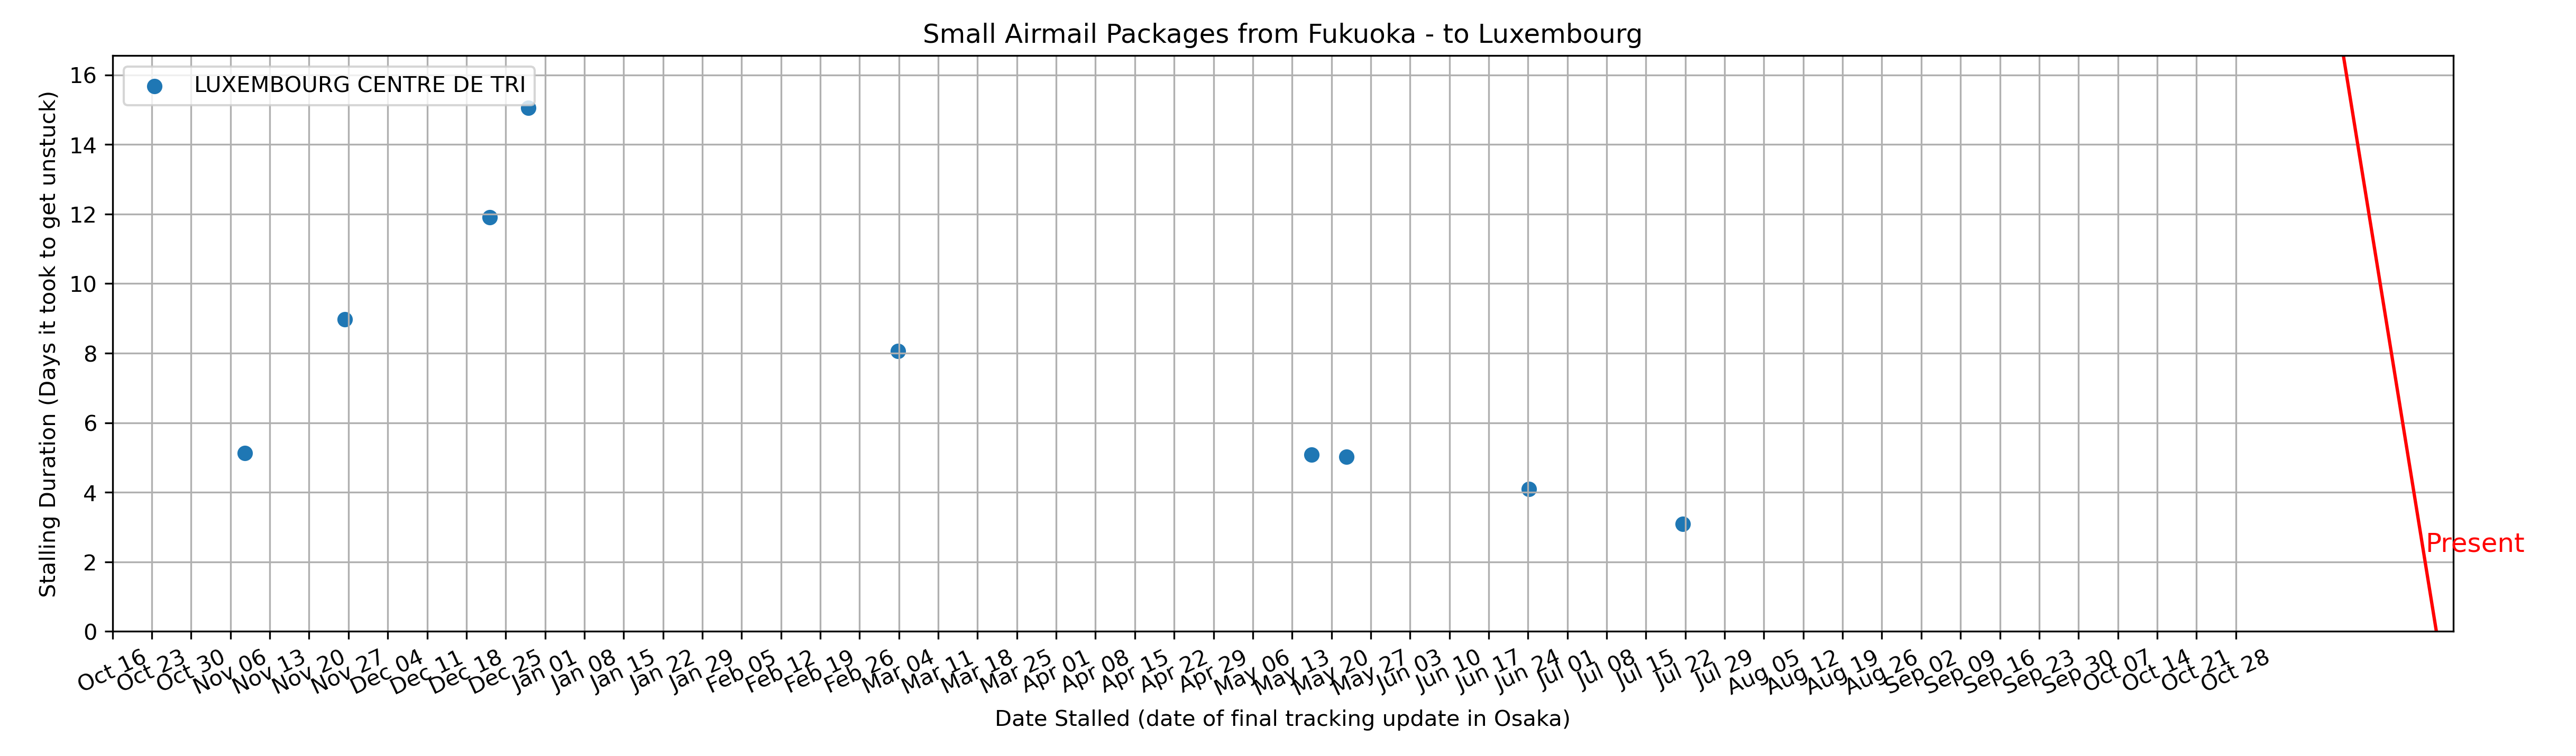 Small Airmail Packages from Fukuoka - to Luxembourg
LUXEMBOURG CENTRE DE TRI
Stalling Duration (Days it took to get unstuck)
16
14
12
10
8
6
4
2
0
Present
Oct 16
Oct 23
Oct 30
Nov 06
Nov 13
Nov 20
Nov 27
Dec 04
Dec 11
Dec 18
Dec 25
Jan 01
Jan 08
Jan 15
Jan 22
Jan 29
Feb 05
Feb 12
Feb 19
Feb 26
Mar 04
Mar 11
Mar 18
Mar 25
Apr 01
Apr 08
Apr 15
Apr 22
Apr 29
May 06
May 13
May 20
May 27
Jun 03
Jun 10
Jun 17
Jun 24
Jul 01
Jul 08
Jul 15
Jul 22
Jul 29
Aug 05
Aug 12
Aug 19
Aug 26
Sep 02
Sep 09
Sep 16
Sep 23
Sep 30
Oct 07
Oct 14
Oct 21
Oct 28
Date Stalled (date of final tracking update in Osaka)